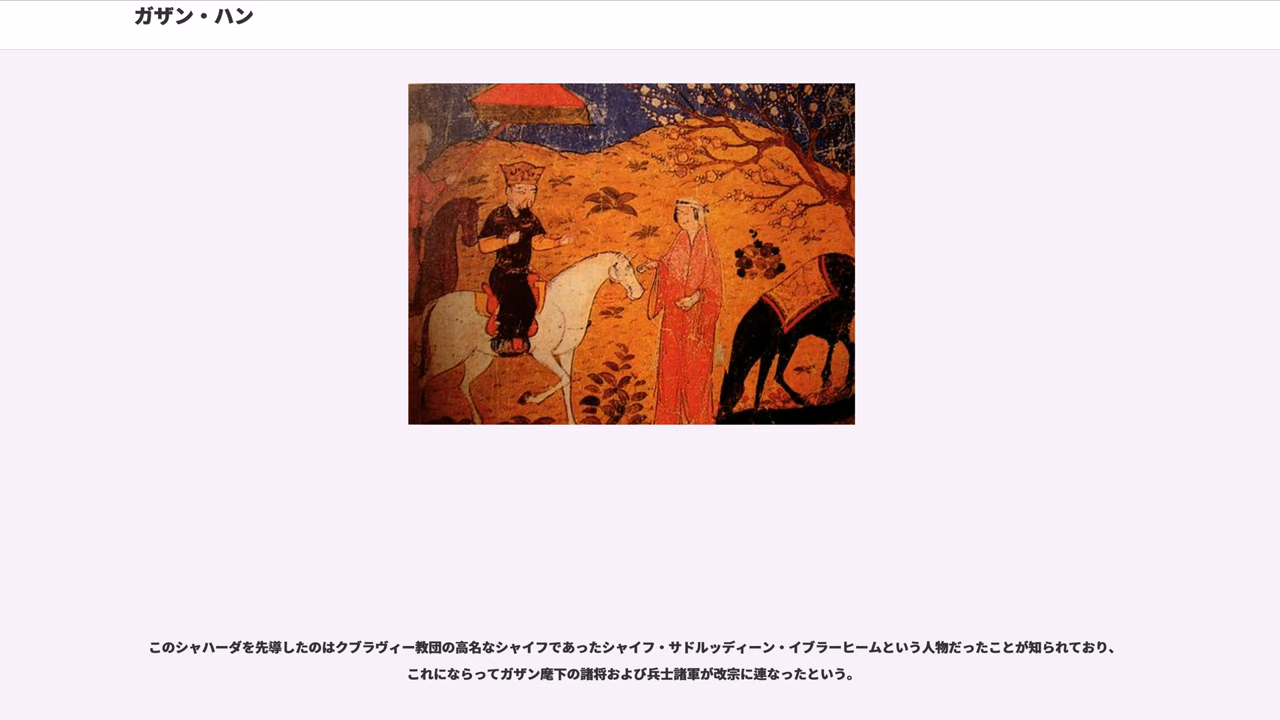 ガザン・ハン
このシャハーダを先導したのはクブラヴィー教団の高名なシャイフであったシャイフ・サドルッディーン・イブラーヒームという人物だったことが知られており、
これにならってガザン麾下の諸将および兵士諸軍が改宗に連なったという。